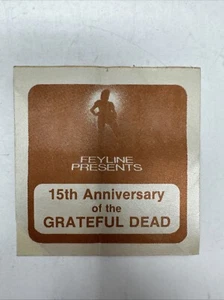 FEYLINE
PRESENTS
15th Anniversary
of the
GRATEFUL DEAD